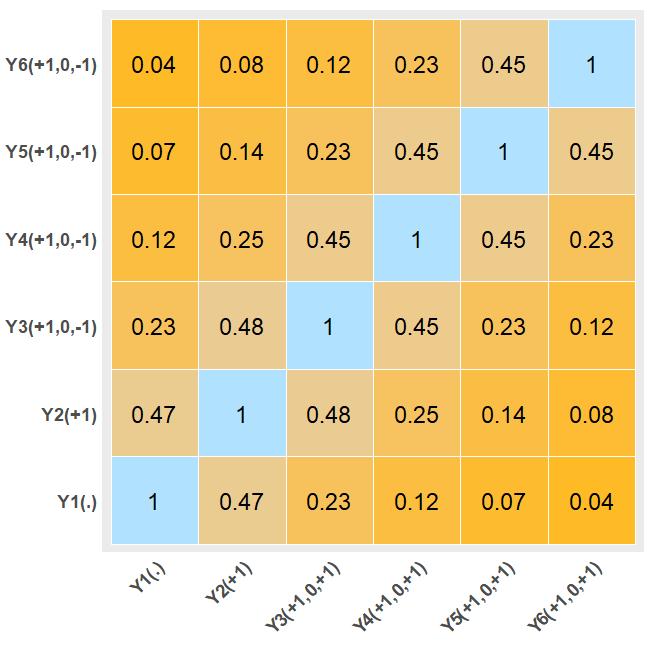 Y6(+1,0,-1) 0.04 0.08 0.12 0.23 0.45 1
Y5(+1,0,-1) 0.07 0.14 0.23 0.45 1 0.45
Y4(+1,0,-1) 0.12 0.25 0.45 1 0.45 0.23
Y3(+1,0,-1) 0.23 0.48 1 0.45 0.23 0.12
Y2(+1) 0.47 1 0.48 0.25 0.14 0.08
Y1(.) 1 0.47 0.23 0.12 0.07 0.04
Y1(.) Y2(+1) Y3(+1,0,+1) Y4(+1,0,+1) Y5(+1,0,+1) Y6(+1,0,+1)